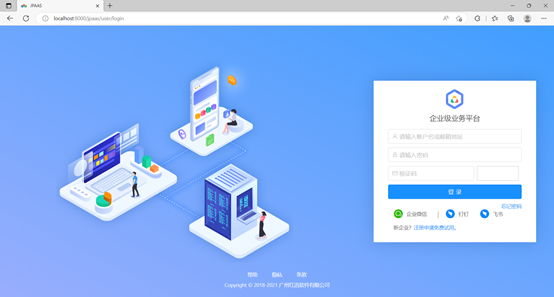 JPAAS
localhost:8000/jpaas/user/login
企业级业务平台
请输入帐户名或邮箱地址
请输入密码
验证码
登 录
忘记密码
企业微信 | 钉钉 飞书
新企业? 注册申请免费试用。
帮助 隐私 条款
Copyright © 2018-2021 广州红迅软件有限公司